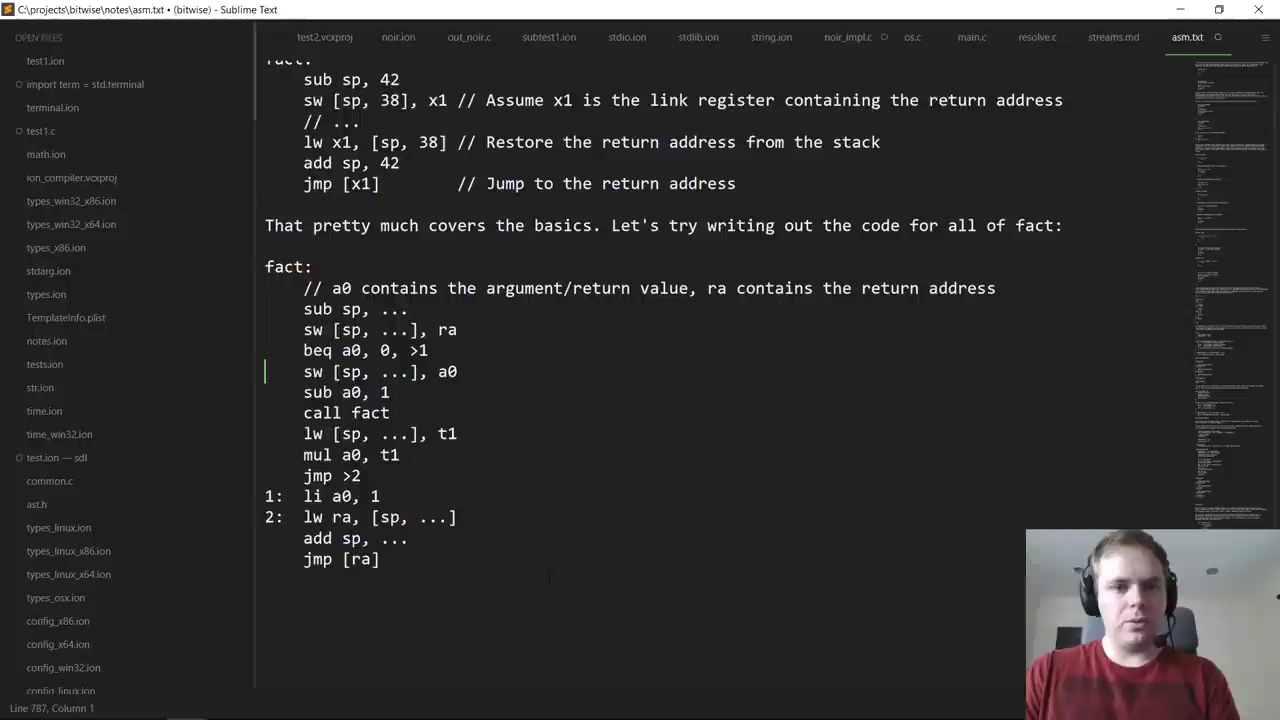 C:\projects\bitwise\notes\asm.txt • (bitwise) - Sublime Text
OPEN FILES
test1.ion
import term = std.terminal
terminal.ion
test1.c
math.ion
ion_compiler.vcxproj
types_win32_x86.ion
types_win32_x64.ion
types_x86.ion
stdarg.ion
types.ion
TemplateInfo.plist
notes.ion
tests.ion
str.ion
time.ion
time_win32.ion
test.ion — sdl
common.c
ast.h
types_linux.ion
types_linux_x86.ion
types_linux_x64.ion
types_osx.ion
config_x86.ion
config_x64.ion
config_win32.ion
config_linux.ion
test2.vcxproj noir.ion out_noir.c subtest1.ion stdio.ion stdlib.ion string.ion noir_impl.c os.c main.c resolve.c streams.md asm.txt
fact:
sub sp, 42
sw [sp, 38], x1 // Assume x1 is the link register containing the return address
// ...
lw x1, [sp, 38] // Restore the return address from the stack
add sp, 42
jmp [x1] // Jump to the return address
That pretty much covers the basics. Let's try writing out the code for all of fact:
fact:
// a0 contains the argument/return value, ra contains the return address
sub sp, ...
sw [sp, ...], ra
beq a0, 0, >1
sw [sp, ...], a0
sub a0, 1
call fact
lw [sp, ...], t1
mul a0, t1
jmp >2
1: li a0, 1
2: lw ra, [sp, ...]
add sp, ...
jmp [ra]
Line 787, Column 1